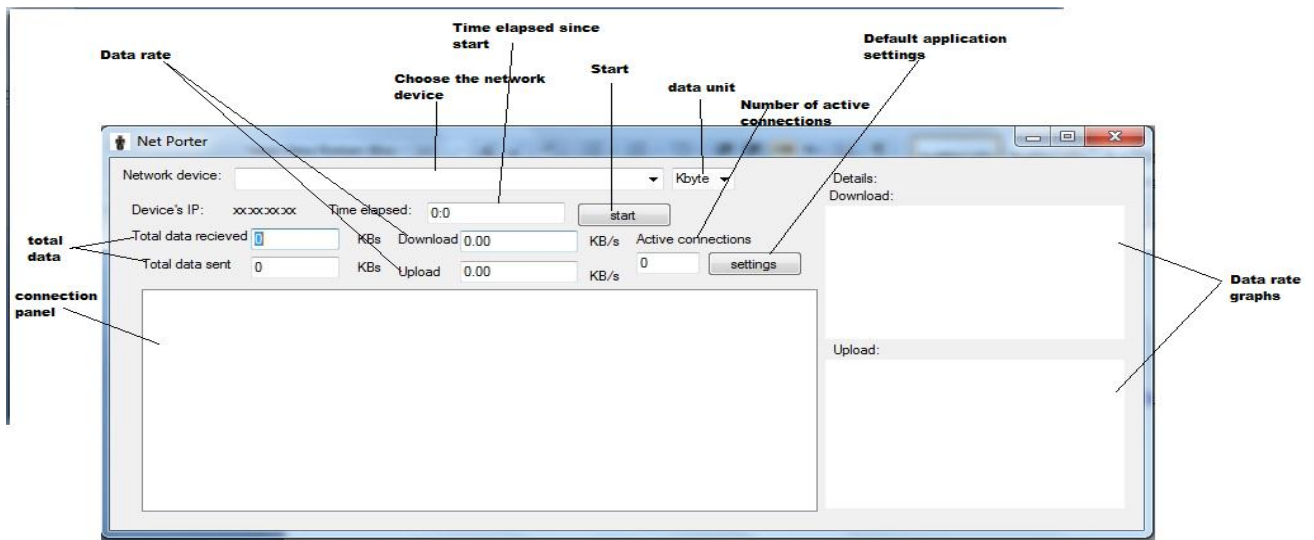 Time elapsed since
start
Default application
settings
Data rate
Choose the network
device
Start
data unit
Number of active
connections
Net Porter
Network device:
Kbyte
Details:
Download:
Device's IP: xx:xx:xx:xx Time elapsed: 0:0 start
total
data
Total data recieved 0 KBs Download 0.00 KB/s Active connections
Total data sent 0 KBs Upload 0.00 KB/s 0 settings
connection
panel
Data rate
graphs
Upload: